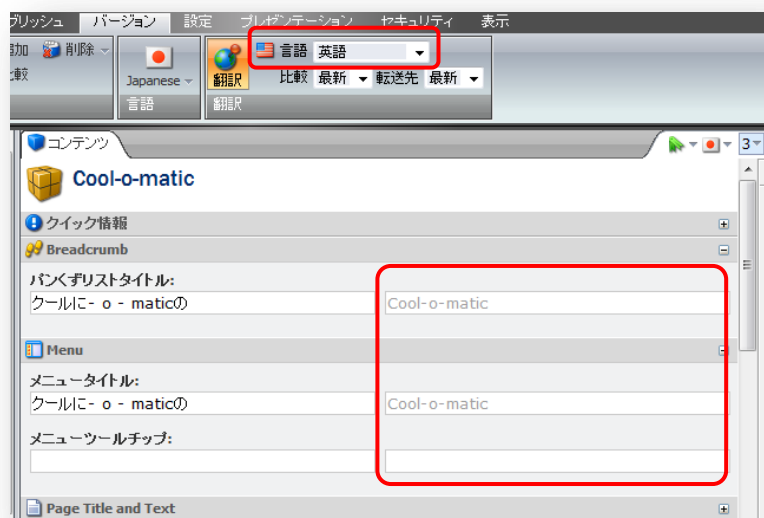 ブリッシュ バージョン 設定 プレゼンテーション セキュリティ 表示
追加 削除
比較
Japanese
言語
翻訳
翻訳
言語 英語
比較 最新 転送先 最新
コンテンツ
3
Cool-o-matic
クイック情報
Breadcrumb
パンくずリストタイトル:
クールに- o - maticの Cool-o-matic
Menu
メニュータイトル:
クールに- o - maticの Cool-o-matic
メニューツールチップ:
Page Title and Text